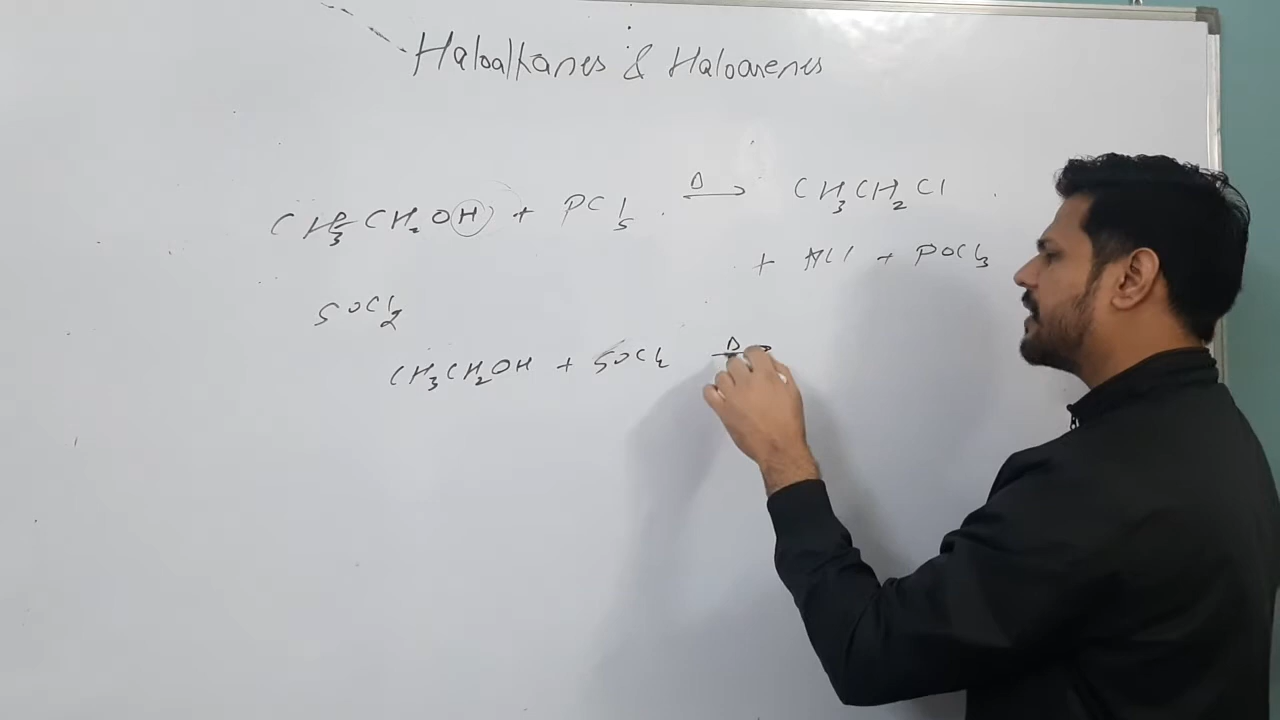 Haloalkanes & Haloarenes
CH₃CH₂OH + PCl₅ Δ→ CH₃CH₂Cl
+ HCl + POCl₃
SOCl₂
CH₃CH₂OH + SOCl₂ Δ→